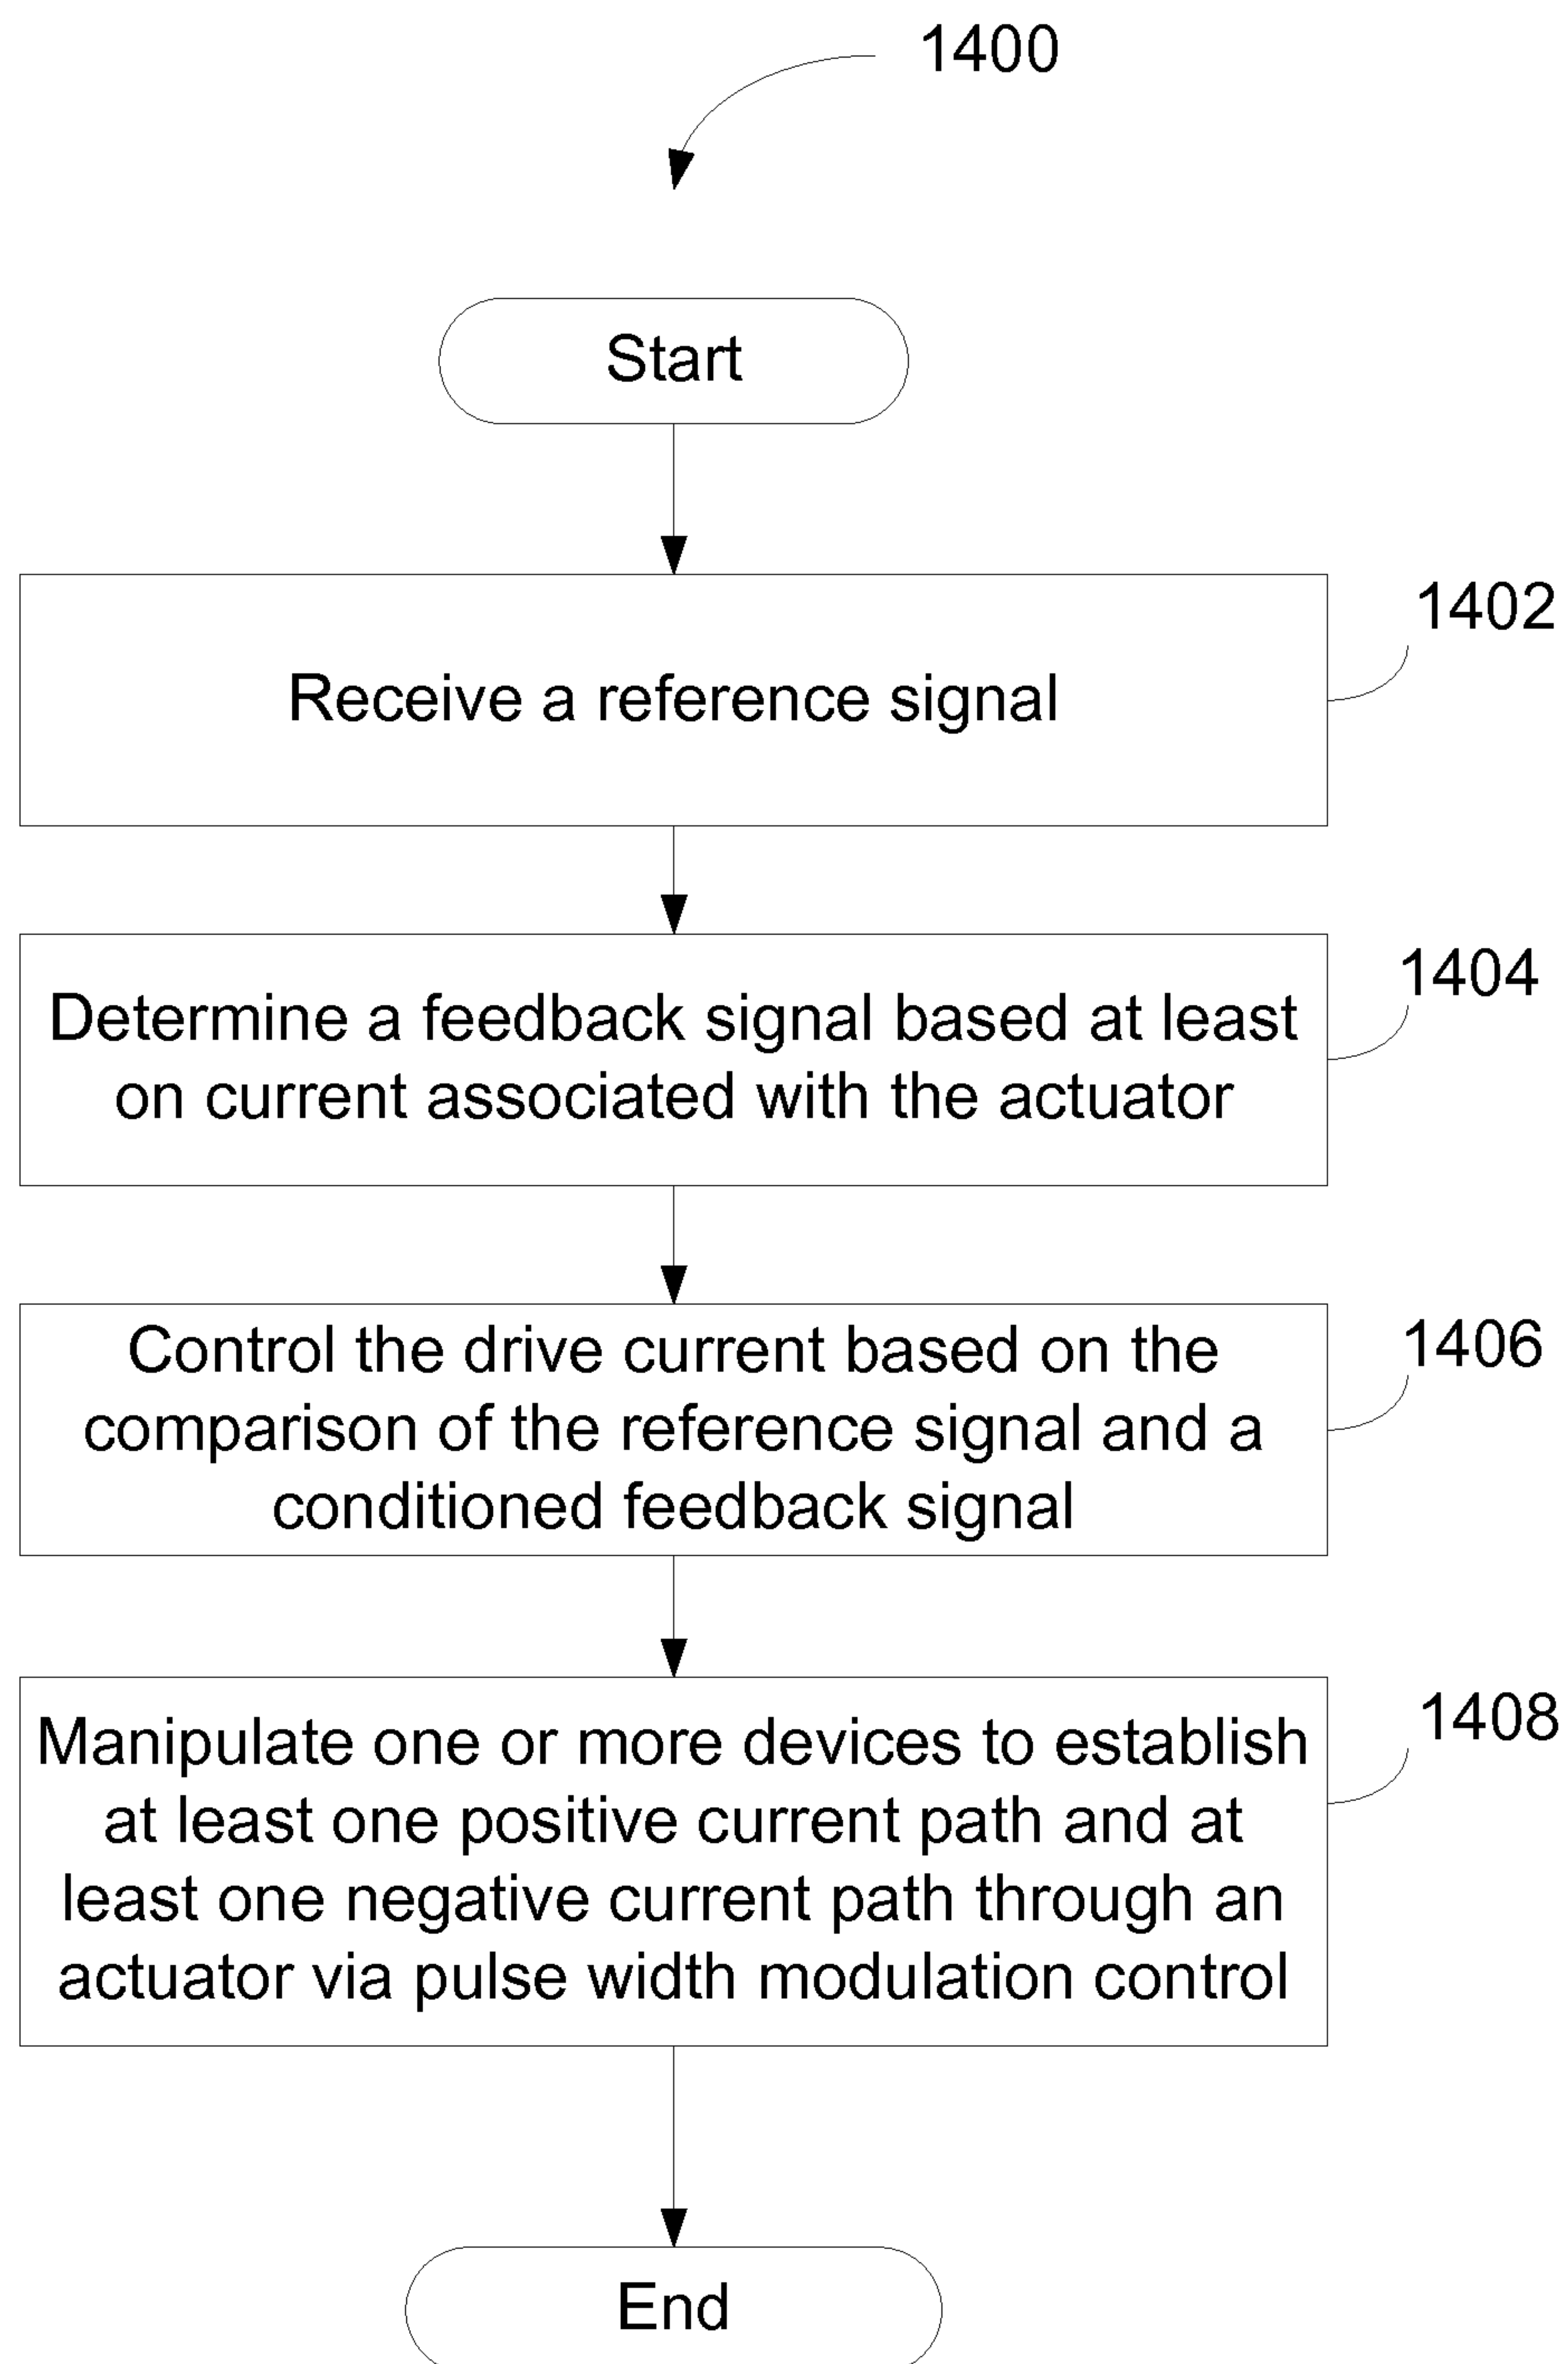 1400
Start
1402
Receive a reference signal
1404
Determine a feedback signal based at least
on current associated with the actuator
1406
Control the drive current based on the
comparison of the reference signal and a
conditioned feedback signal
1408
Manipulate one or more devices to establish
at least one positive current path and at
least one negative current path through an
actuator via pulse width modulation control
End